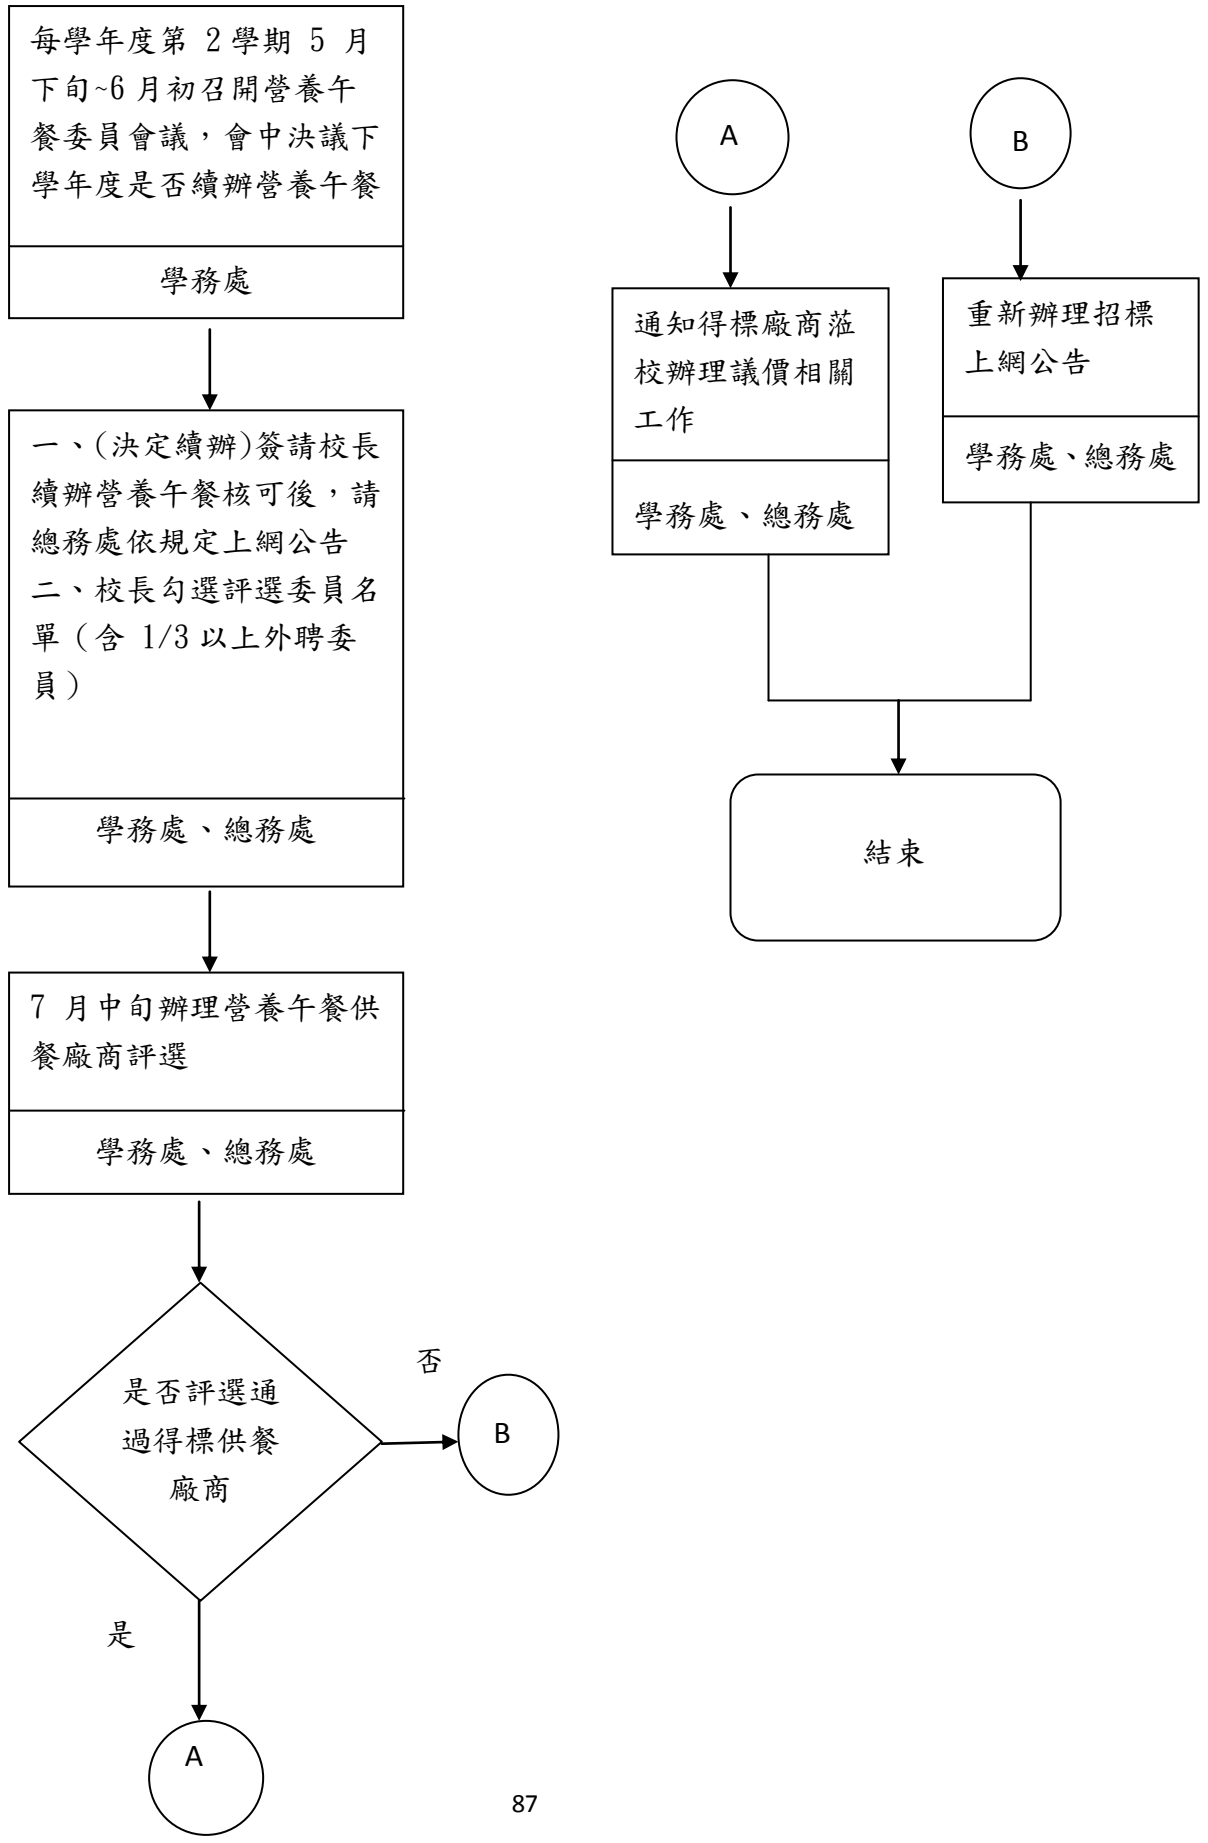 每學年度第 2學期 5 月
下旬~6月初召開營養午
餐委員會議，會中決議下
學年度是否續辦營養午餐
學務處
一、(決定續辦)簽請校長
續辦營養午餐核可後，請
總務處依規定上網公告
二、校長勾選評選委員名
單（含 1/3以上外聘委
員）
學務處、總務處
7 月中旬辦理營養午餐供
餐廠商評選
學務處、總務處
是否評選通
過得標供餐
廠商
否
B
是
A
A
通知得標廠商蒞
校辦理議價相關
工作
學務處、總務處
B
重新辦理招標
上網公告
學務處、總務處
結束
87